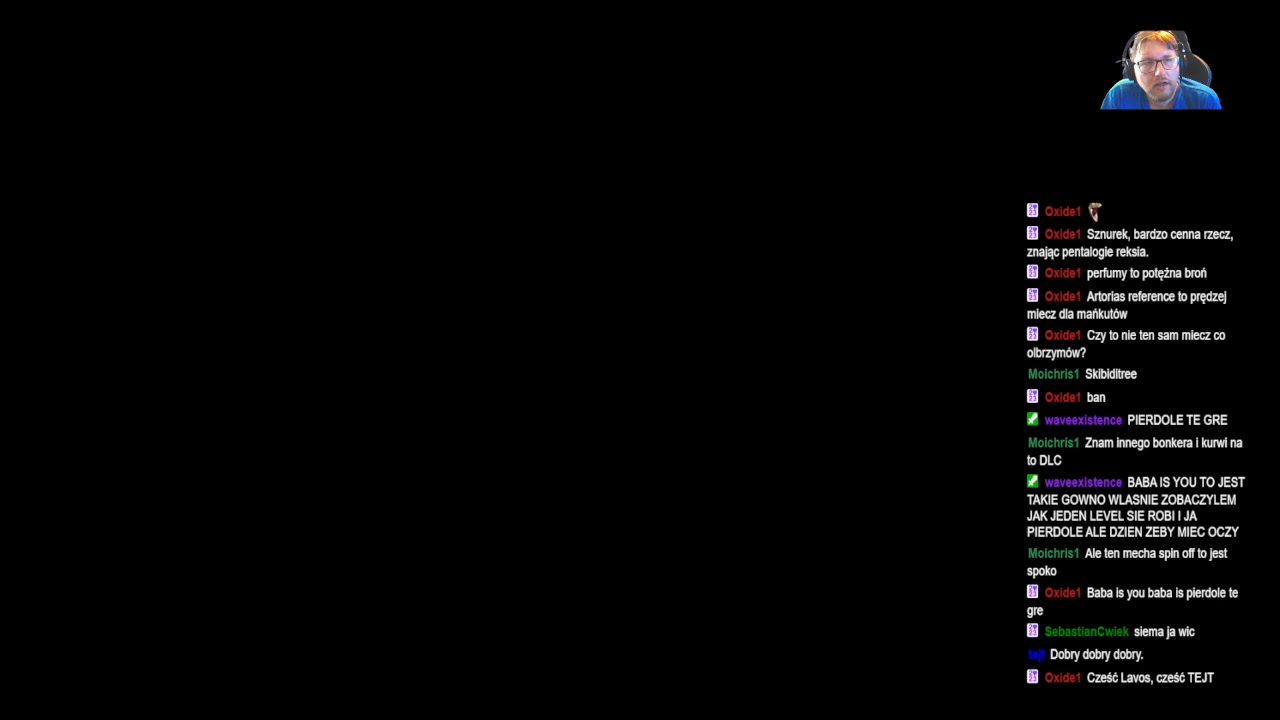 Oxide1
Oxide1 Sznurek, bardzo cenna rzecz,
znając pentalogie reksia.
Oxide1 perfumy to potężna broń
Oxide1 Artorias reference to prędzej
miecz dla mańkutów
Oxide1 Czy to nie ten sam miecz co
olbrzymów?
Moichris1 Skibiditree
Oxide1 ban
waveexistence PIERDOLE TE GRE
Moichris1 Znam innego bonkera i kurwi na
to DLC
waveexistence BABA IS YOU TO JEST
TAKIE GOWNO WLASNIE ZOBACZYLEM
JAK JEDEN LEVEL SIE ROBI I JA
PIERDOLE ALE DZIEN ZEBY MIEC OCZY
Moichris1 Ale ten mecha spin off to jest
spoko
Oxide1 Baba is you baba is pierdole te
gre
SebastianCwiek siema ja wic
tejt Dobry dobry dobry.
Oxide1 Cześć Lavos, cześć TEJT